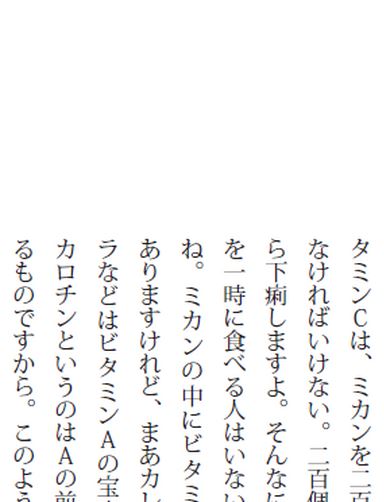 タミンCは、ミカンを二百
なければいけない。二百個
ら下痢しますよ。そんなに
を一時に食べる人はいない
ね。ミカンの中にビタミ
ありますけれど、まあカレ
ラなどはビタミンAの宝
カロチンというのはAの前
るものですから。このよう